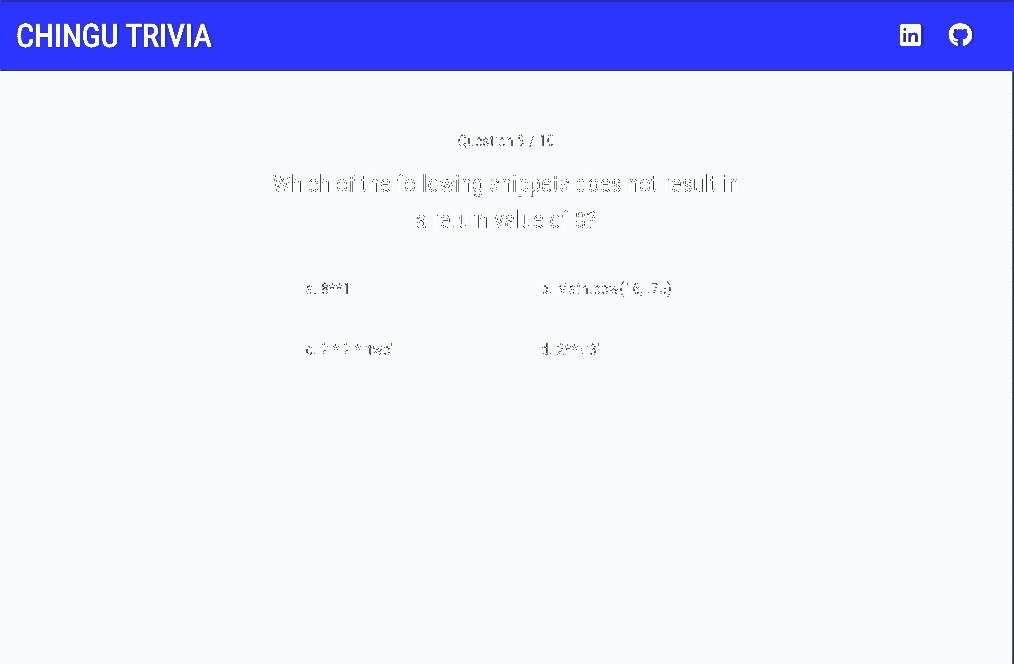 CHINGU TRIVIA
Question / 10
Which of the following snippets does not result in
a return value of 8?
a. 8**1
b. Math.pow(16, .75)
c. 2 * 2 * 'two'
d. 2**+'3'